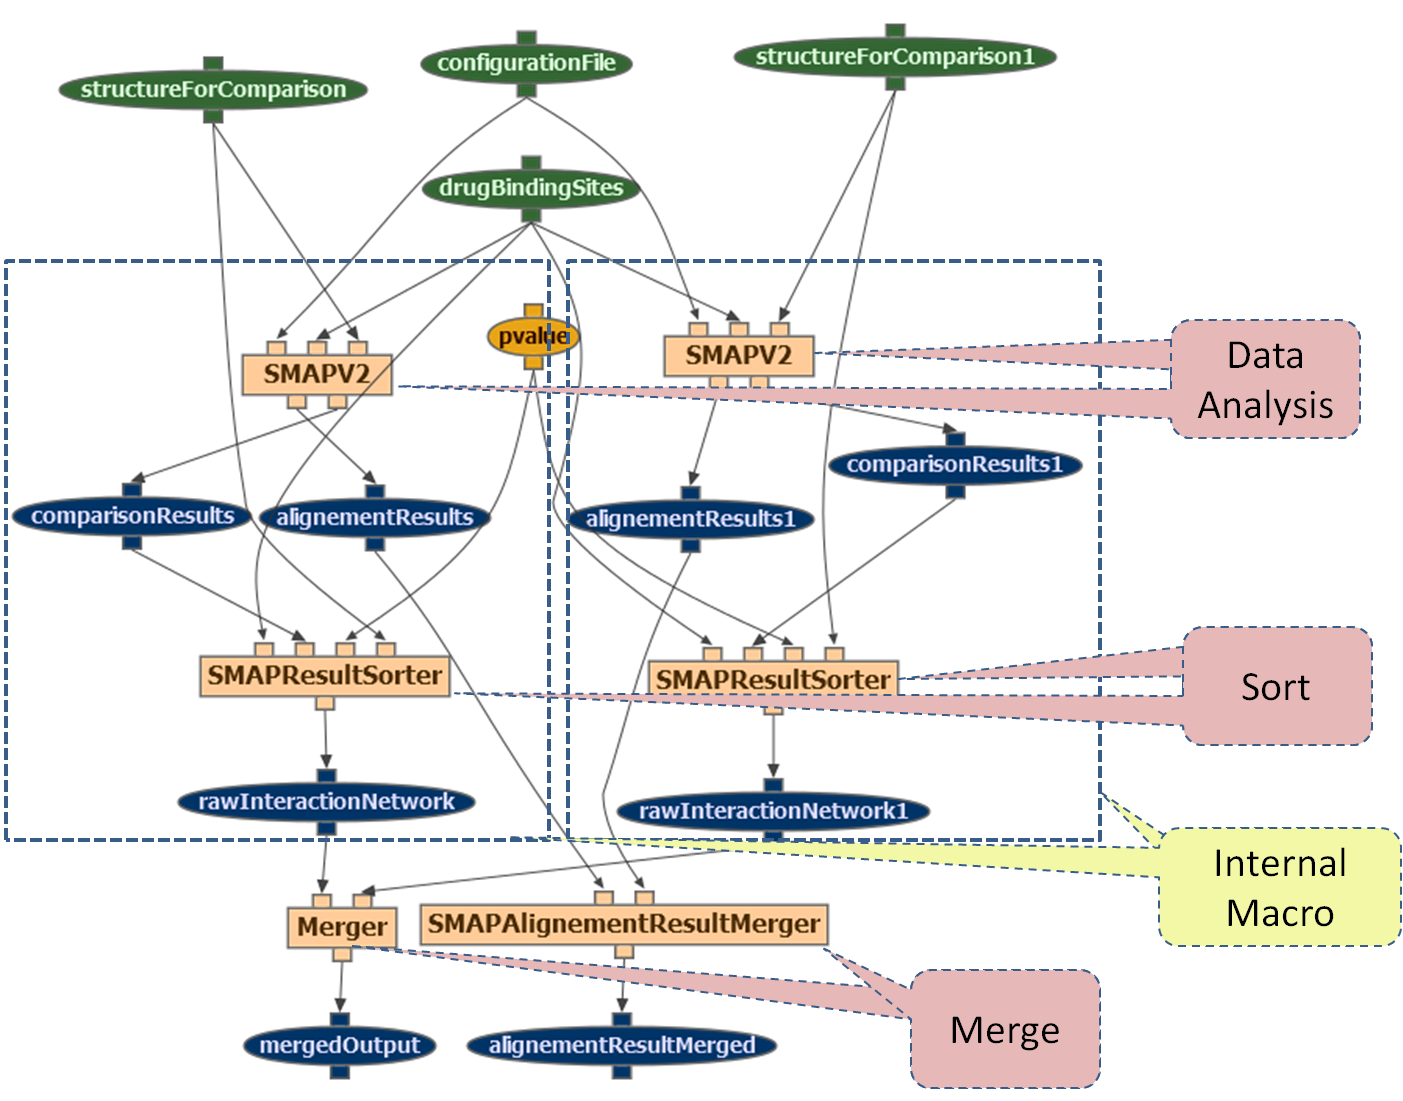 structureForComparison
configurationFile
structureForComparison1
drugBindingSites
pvalue
SMAPV2
SMAPV2
Data
Analysis
comparisonResults
alignementResults
alignementResults1
comparisonResults1
SMAPResultSorter
SMAPResultSorter
Sort
rawInteractionNetwork
rawInteractionNetwork1
Internal
Macro
Merger
SMAPAlignementResultMerger
Merge
mergedOutput
alignementResultMerged